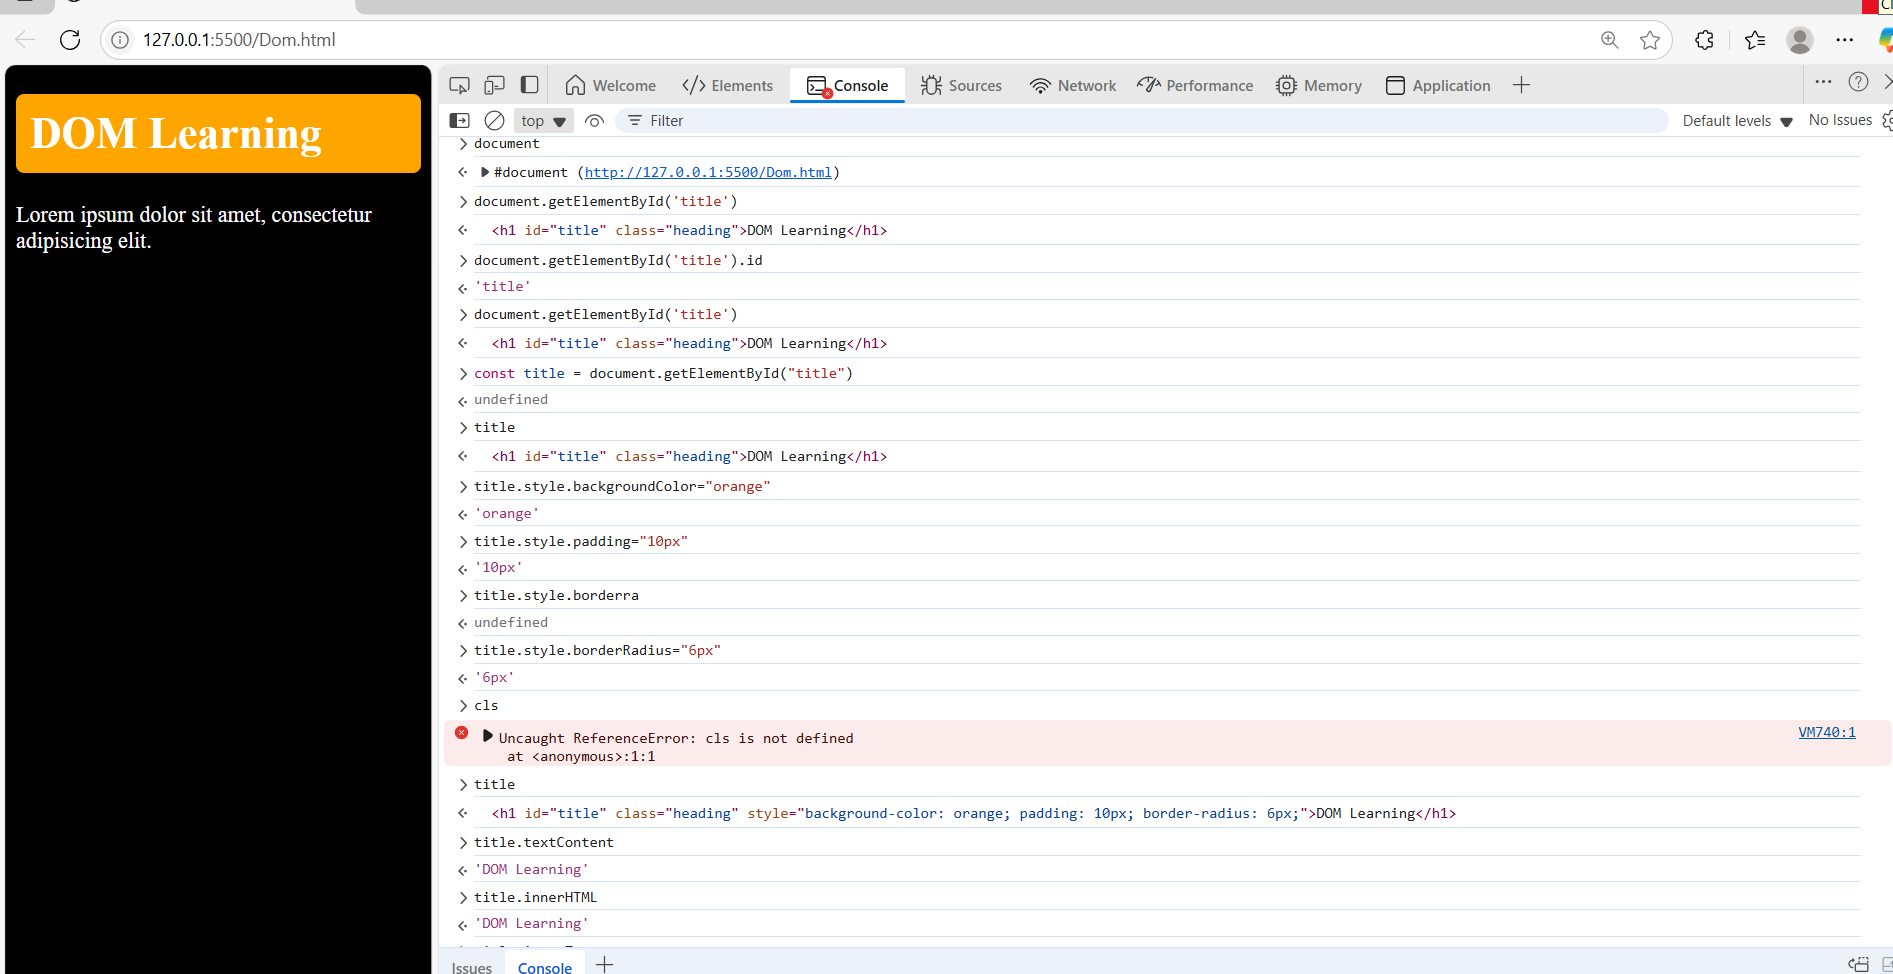 127.0.0.1:5500/Dom.html
DOM Learning
Lorem ipsum dolor sit amet, consectetur
adipisicing elit.
Welcome Elements Console Sources Network Performance Memory Application
top Filter Default levels No Issues
document
#document (http://127.0.0.1:5500/Dom.html)
document.getElementById('title')
<h1 id="title" class="heading">DOM Learning</h1>
document.getElementById('title').id
'title'
document.getElementById('title')
<h1 id="title" class="heading">DOM Learning</h1>
const title = document.getElementById("title")
undefined
title
<h1 id="title" class="heading">DOM Learning</h1>
title.style.backgroundColor="orange"
'orange'
title.style.padding="10px"
'10px'
title.style.borderra
undefined
title.style.borderRadius="6px"
'6px'
cls
Uncaught ReferenceError: cls is not defined VM740:1
at <anonymous>:1:1
title
<h1 id="title" class="heading" style="background-color: orange; padding: 10px; border-radius: 6px;">DOM Learning</h1>
title.textContent
'DOM Learning'
title.innerHTML
'DOM Learning'
Issues Console